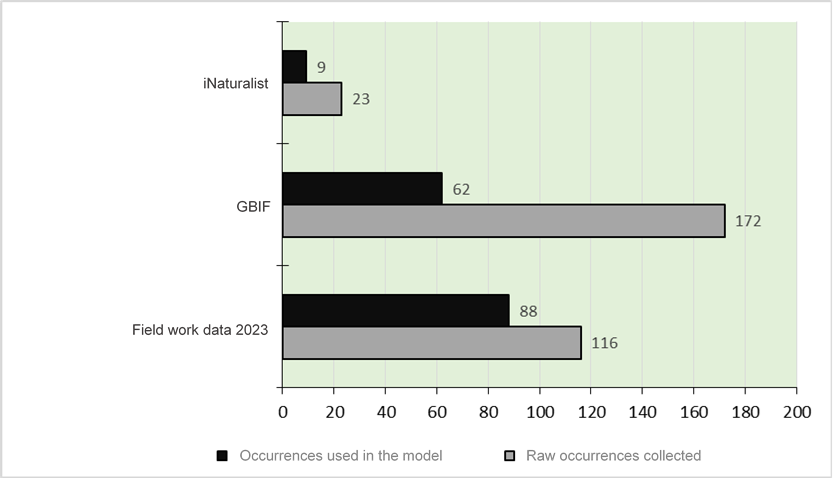 iNaturalist
9
23
GBIF
62
172
Field work data 2023
88
116
0 20 40 60 80 100 120 140 160 180 200
Occurrences used in the model Raw occurrences collected